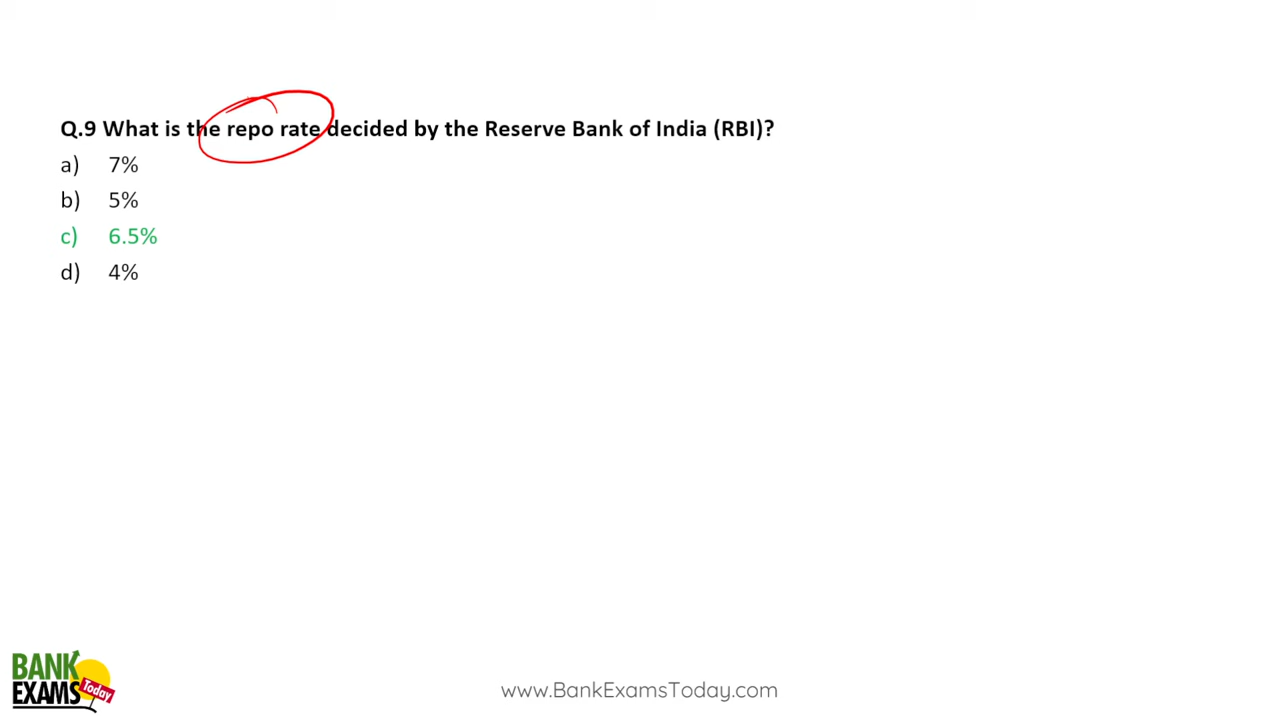 Q.9 What is the repo rate decided by the Reserve Bank of India (RBI)?
a) 7%
b) 5%
c) 6.5%
d) 4%
BANK
EXAMS Today
www.BankExamsToday.com